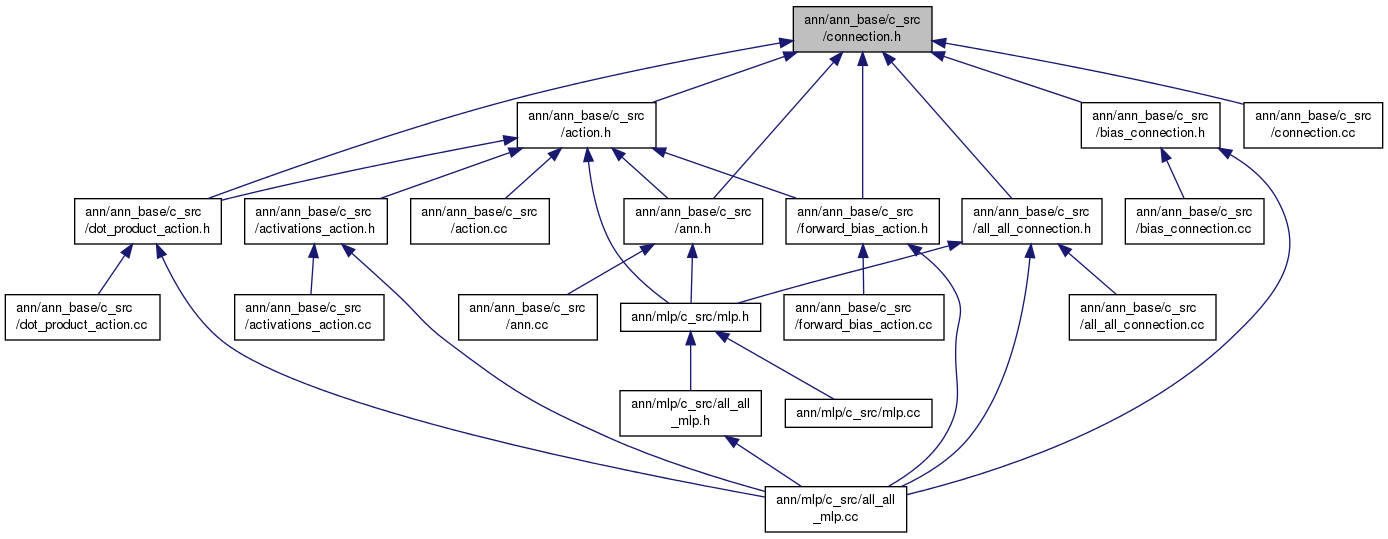 ann/ann_base/c_src
/connection.h
ann/ann_base/c_src
/action.h
ann/ann_base/c_src
/bias_connection.h
ann/ann_base/c_src
/connection.cc
ann/ann_base/c_src
/dot_product_action.h
ann/ann_base/c_src
/activations_action.h
ann/ann_base/c_src
/action.cc
ann/ann_base/c_src
/ann.h
ann/ann_base/c_src
/forward_bias_action.h
ann/ann_base/c_src
/all_all_connection.h
ann/ann_base/c_src
/bias_connection.cc
ann/ann_base/c_src
/dot_product_action.cc
ann/ann_base/c_src
/activations_action.cc
ann/ann_base/c_src
/ann.cc
ann/mlp/c_src/mlp.h
ann/ann_base/c_src
/forward_bias_action.cc
ann/ann_base/c_src
/all_all_connection.cc
ann/mlp/c_src/all_all
_mlp.h
ann/mlp/c_src/mlp.cc
ann/mlp/c_src/all_all
_mlp.cc